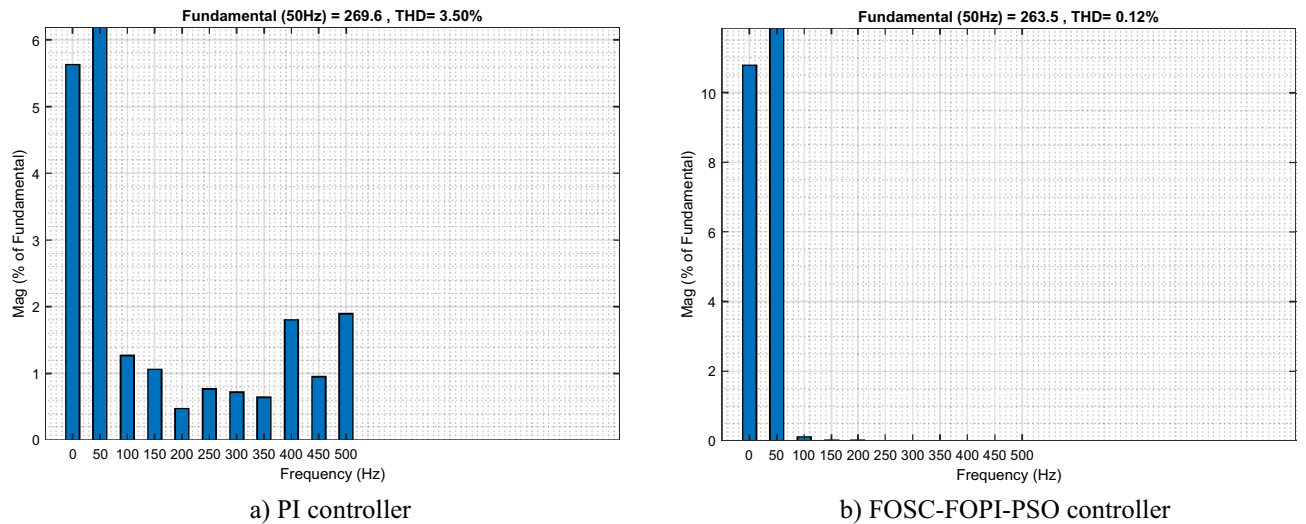 Fundamental (50Hz) = 269.6 , THD= 3.50%
Mag (% of Fundamental)
6
5
4
3
2
1
0
0 50 100 150 200 250 300 350 400 450 500
Frequency (Hz)
a) PI controller
Fundamental (50Hz) = 263.5 , THD= 0.12%
Mag (% of Fundamental)
10
8
6
4
2
0
0 50 100 150 200 250 300 350 400 450 500
Frequency (Hz)
b) FOSC-FOPI-PSO controller